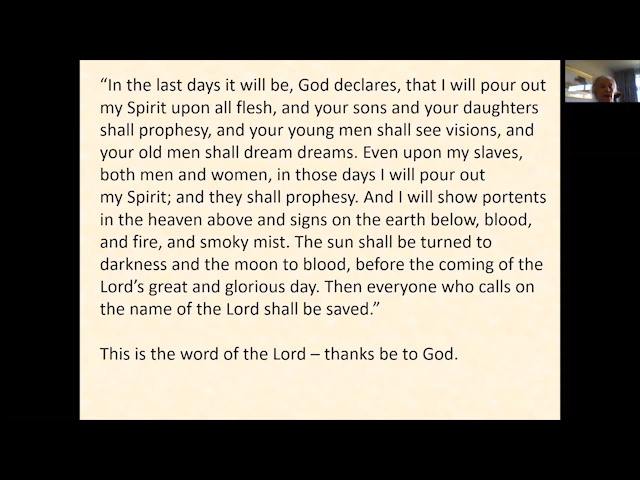 “In the last days it will be, God declares, that I will pour out
my Spirit upon all flesh, and your sons and your daughters
shall prophesy, and your young men shall see visions, and
your old men shall dream dreams. Even upon my slaves,
both men and women, in those days I will pour out
my Spirit; and they shall prophesy. And I will show portents
in the heaven above and signs on the earth below, blood,
and fire, and smoky mist. The sun shall be turned to
darkness and the moon to blood, before the coming of the
Lord’s great and glorious day. Then everyone who calls on
the name of the Lord shall be saved.”
This is the word of the Lord – thanks be to God.